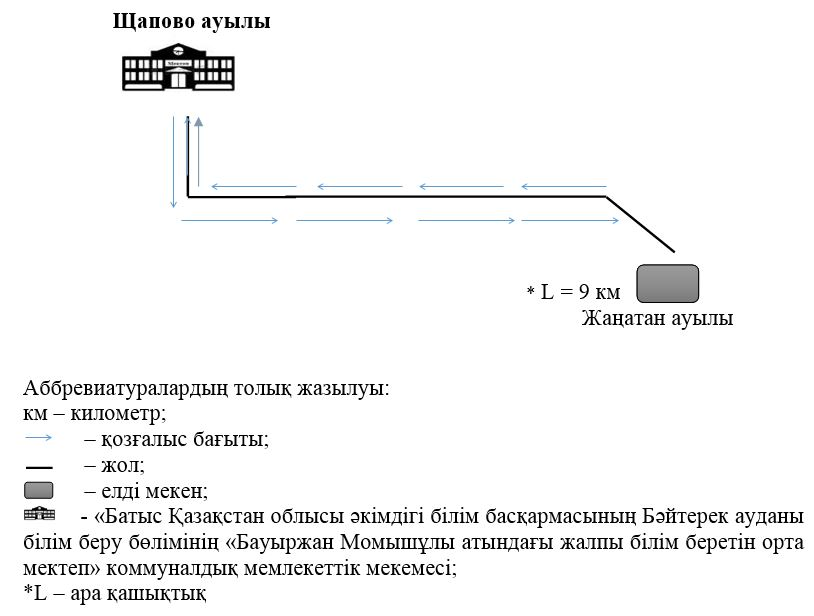 Щапово ауылы
Мектеп
* L = 9 км
Жаңатан ауылы
Аббревиатуралардың толық жазылуы:
км – километр;
– қозғалыс бағыты;
– жол;
– елді мекен;
- «Батыс Қазақстан облысы әкімдігі білім басқармасының Бәйтерек ауданы
білім беру бөлімінің «Бауыржан Момышұлы атындағы жалпы білім беретін орта
мектеп» коммуналдық мемлекеттік мекемесі;
*L – ара қашықтық